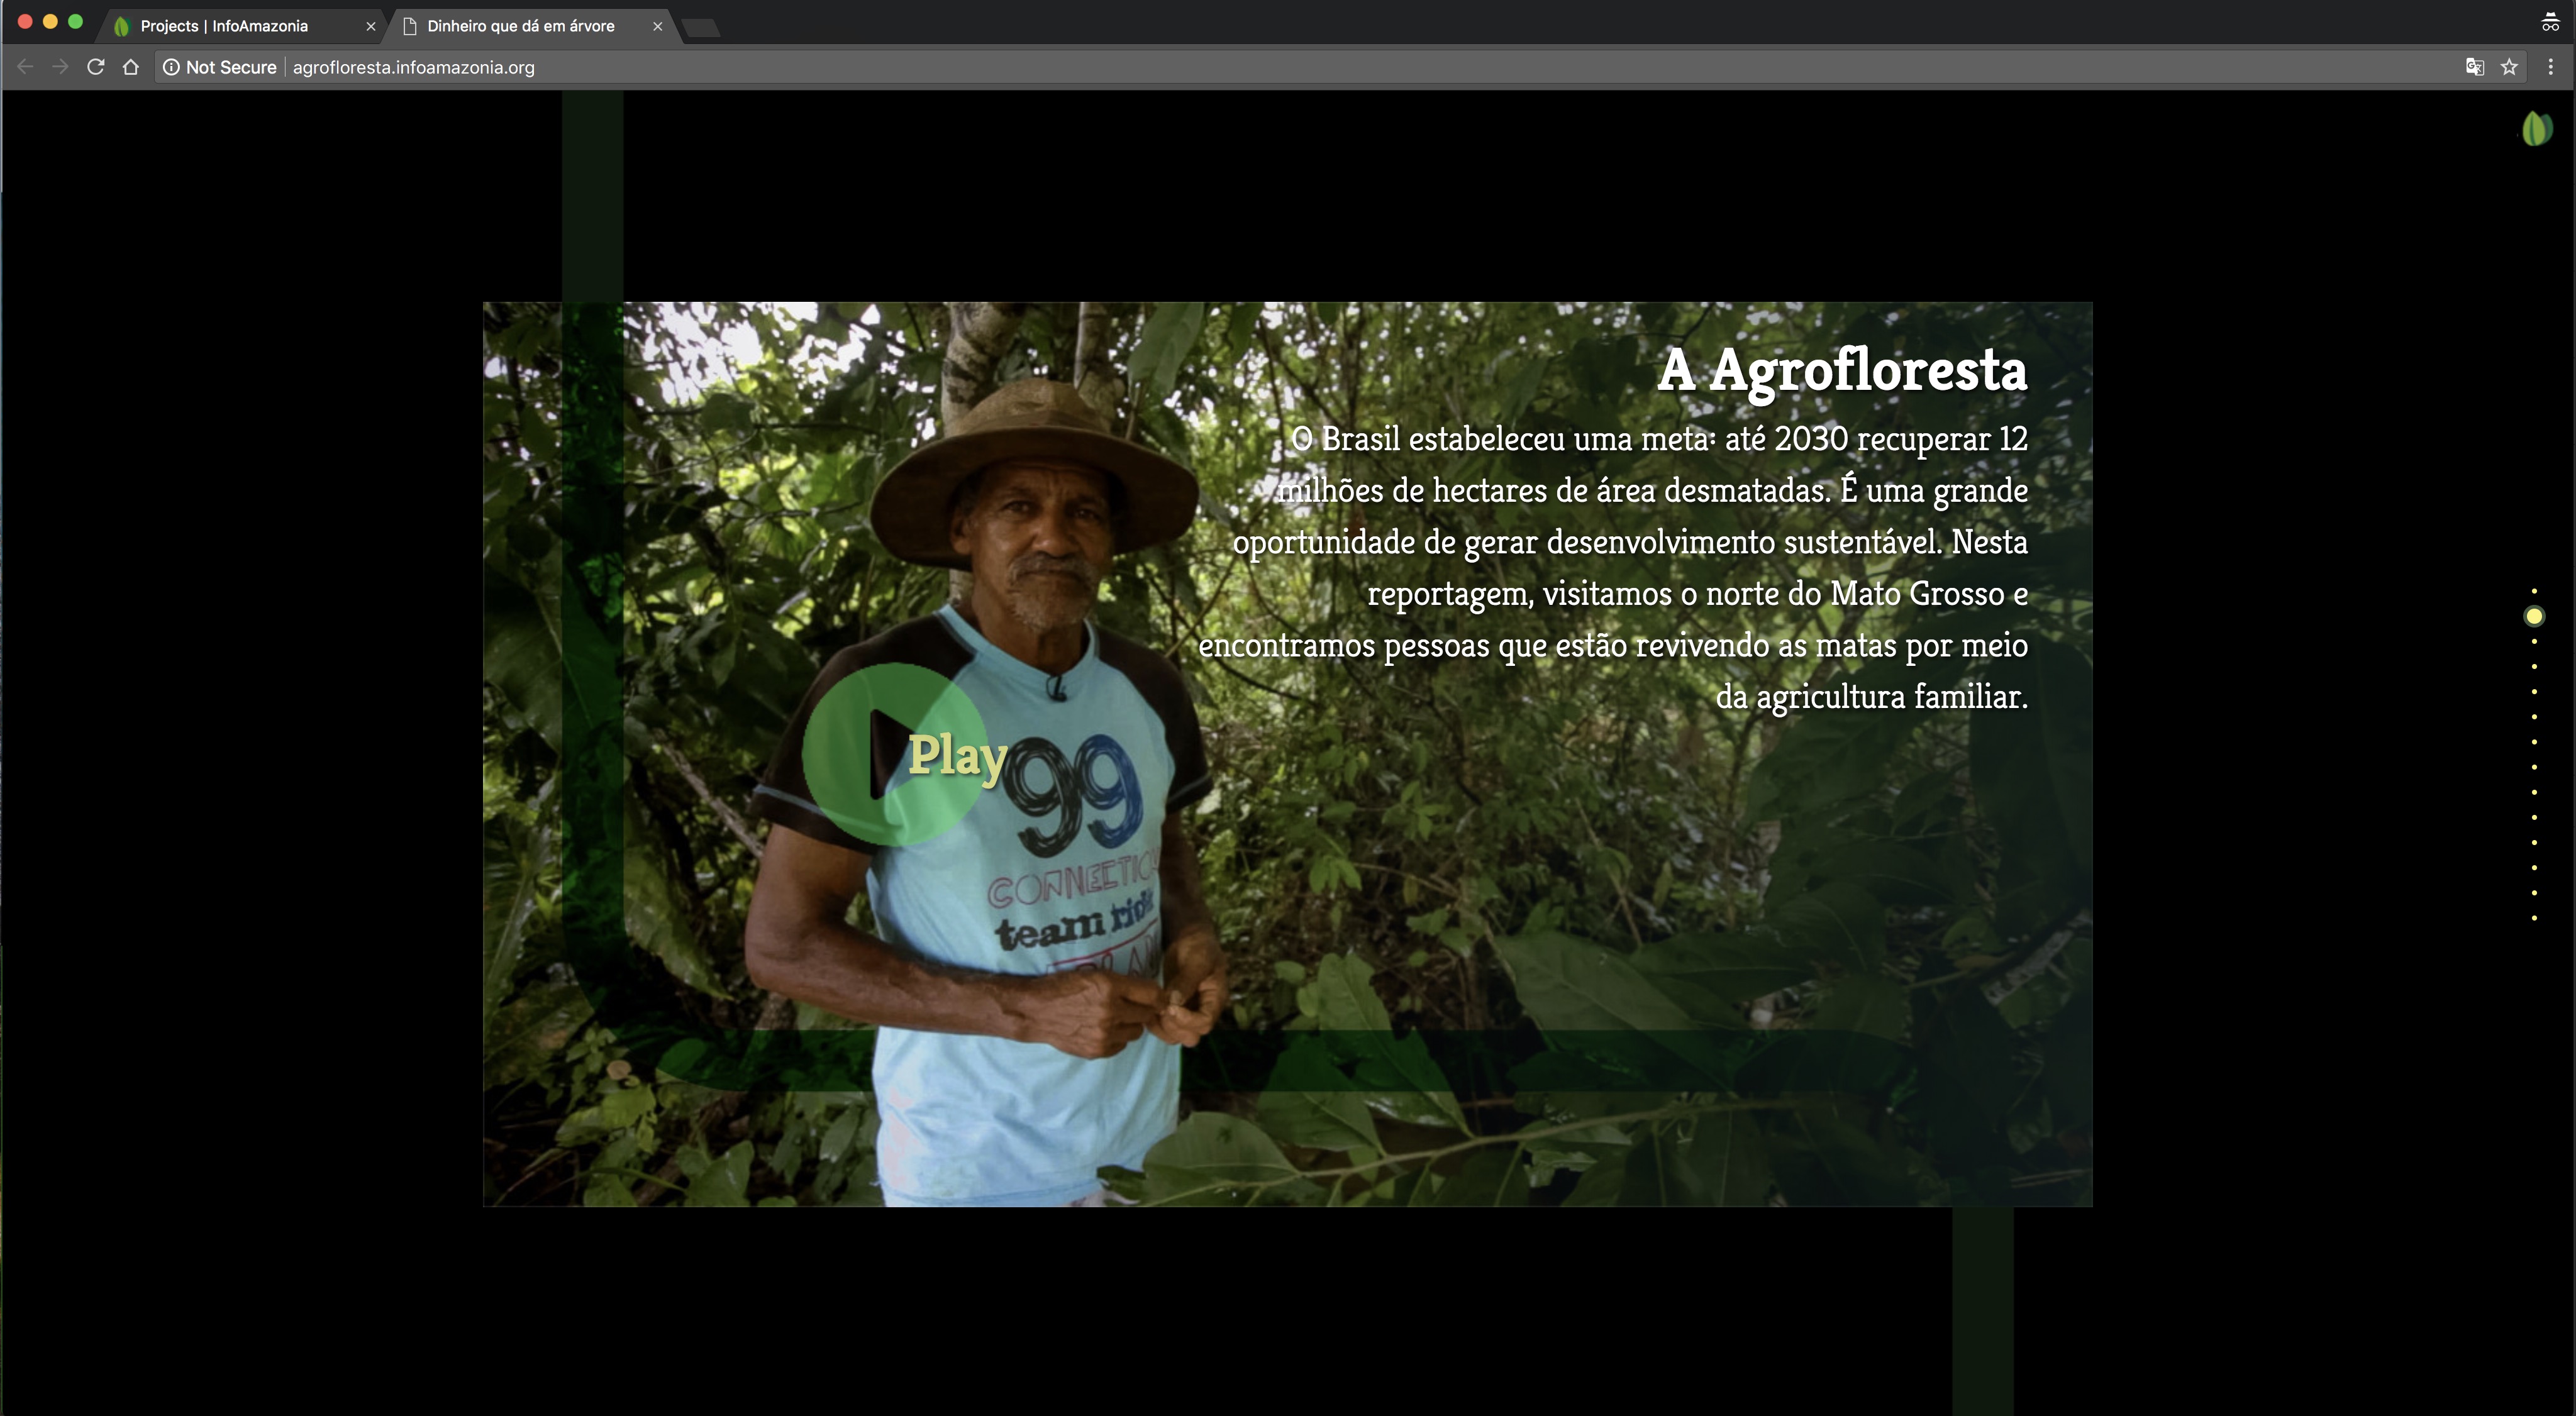 Projects | InfoAmazonia
Dinheiro que dá em árvore
Not Secure
agrofloresta.infoamazonia.org
A Agrofloresta
O Brasil estabeleceu uma meta: até 2030 recuperar 12
milhões de hectares de área desmatadas. É uma grande
oportunidade de gerar desenvolvimento sustentável. Nesta
reportagem, visitamos o norte do Mato Grosso e
encontramos pessoas que estão revivendo as matas por meio
da agricultura familiar.
Play
99
team